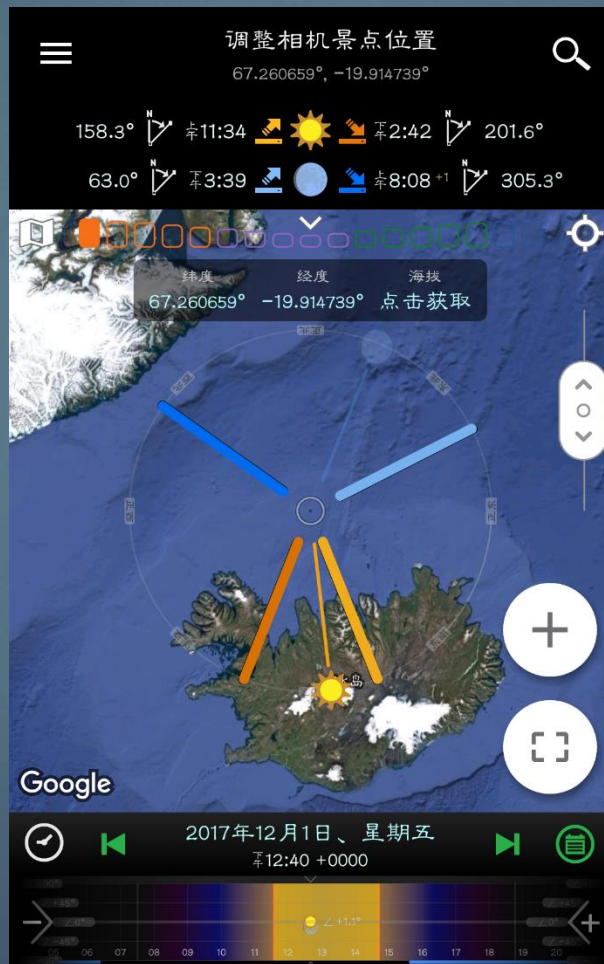 调整相机景点位置
67.260659°, -19.914739°
158.3° N 上午11:34 下午2:42 N 201.6°
63.0° N 下午3:39 上午8:08 +1 N 305.3°
纬度 经度 海拔
67.260659° -19.914739° 点击获取
Google
2017年12月1日、星期五
下午12:40 +0000
∠ +1.1°
05 06 07 08 09 10 11 12 13 14 15 16 17 18 19 20